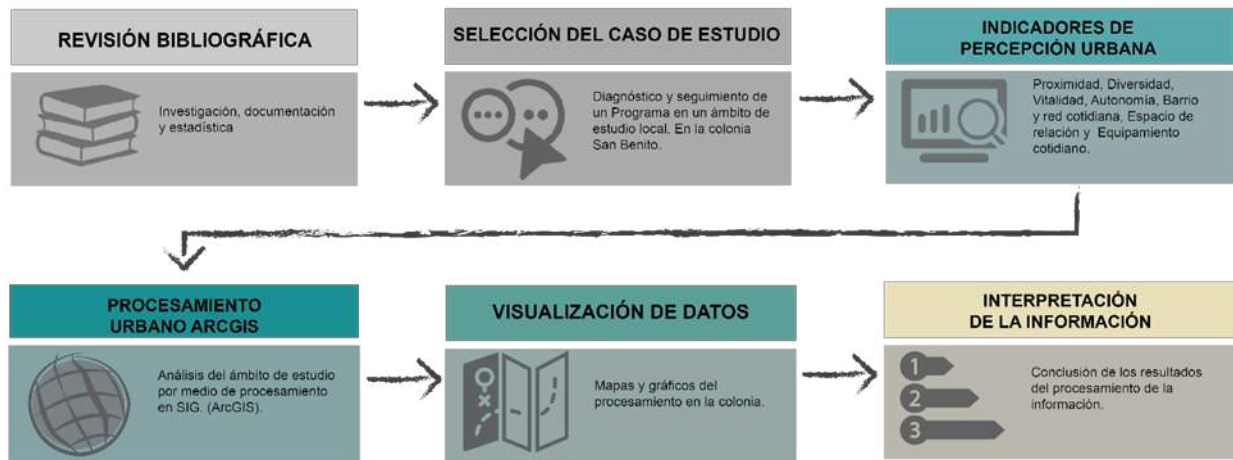 REVISIÓN BIBLIOGRÁFICA
Investigación, documentación
y estadística
SELECCIÓN DEL CASO DE ESTUDIO
Diagnóstico y seguimiento de
un Programa en un ámbito de
estudio local. En la colonia
San Benito.
INDICADORES DE
PERCEPCIÓN URBANA
Proximidad, Diversidad,
Vitalidad, Autonomía, Barrio
y red cotidiana, Espacio de
relación y Equipamiento
cotidiano.
PROCESAMIENTO
URBANO ARCGIS
Análisis del ámbito de estudio
por medio de procesamiento
en SIG. (ArcGIS).
VISUALIZACIÓN DE DATOS
Mapas y gráficos del
procesamiento en la colonia.
INTERPRETACIÓN
DE LA INFORMACIÓN
1
2
3
Conclusión de los resultados
del procesamiento de la
información.